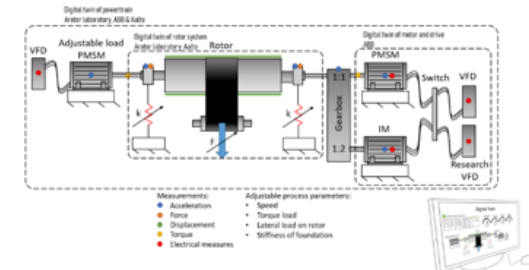 Digital twin of powertrain
Arotor Laboratory, ABB & Aalto
Digital twin of rotor system
Arotor Laboratory, Aalto
Digital twin of motor and drive
ABB
VFD
Adjustable load
PMSM
Rotor
k
k
F
1:1
Gearbox
1:2
PMSM
IM
Switch
VFD
Research
VFD
Measurements:
Acceleration
Force
Displacement
Torque
Electrical measures
Adjustable process parameters:
• Speed
• Torque load
• Lateral load on rotor
• Stiffness of foundation
Digital Twin